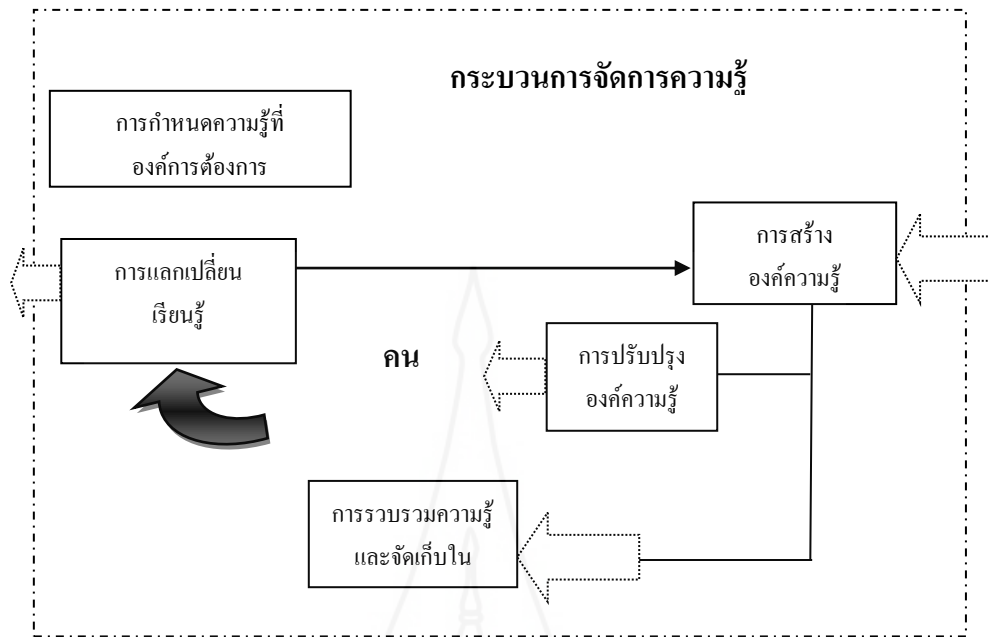 กระบวนการจัดการความรู้
การกำหนดความรู้ที่
องค์การต้องการ
การสร้าง
องค์ความรู้
การแลกเปลี่ยน
เรียนรู้
คน
การปรับปรุง
องค์ความรู้
การรวบรวมความรู้
และจัดเก็บใน